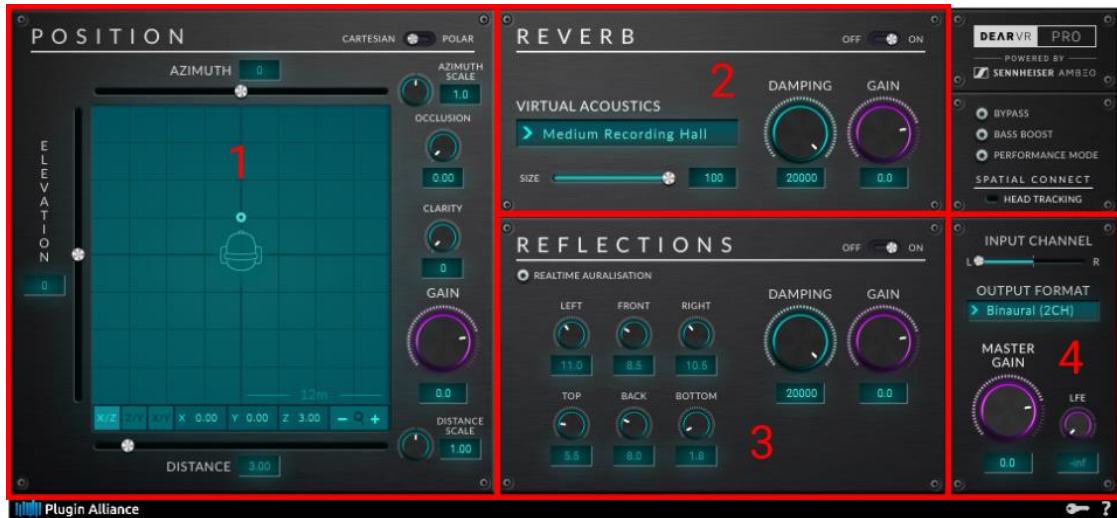 POSITION
CARTESIAN POLAR
AZIMUTH 0
AZIMUTH
SCALE
1.0
OCCLUSION
0.00
CLARITY
0
GAIN
0.0
DISTANCE
SCALE
1.00
ELEVATION
0
1
12m
X/Z Z/Y X/Y X 0.00 Y 0.00 Z 3.00 − +
DISTANCE 3.00
REVERB
OFF ON
2
VIRTUAL ACOUSTICS
Medium Recording Hall
SIZE 100
DAMPING GAIN
20000 0.0
REFLECTIONS
OFF ON
REALTIME AURALISATION
LEFT FRONT RIGHT
11.0 8.5 10.5
TOP BACK BOTTOM
5.5 8.0 1.8
DAMPING GAIN
20000 0.0
3
DEARVR PRO
POWERED BY
SENNHEISER AMBEO
BYPASS
BASS BOOST
PERFORMANCE MODE
SPATIAL CONNECT
HEAD TRACKING
INPUT CHANNEL
L R
OUTPUT FORMAT
Binaural (2CH)
MASTER
GAIN
4
LFE
0.0 -inf
Plugin Alliance ?